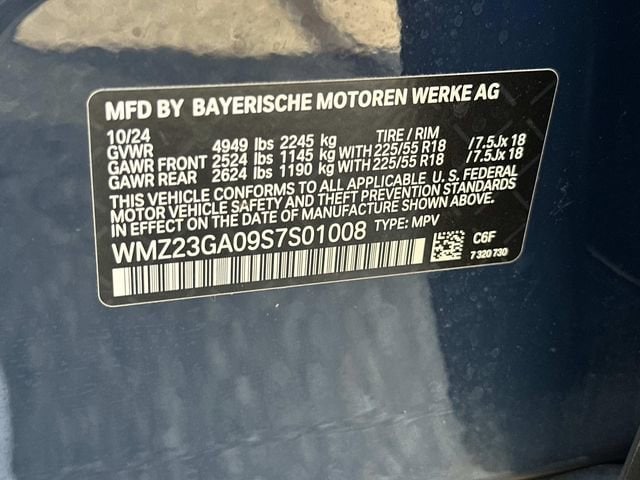 MFD BY BAYERISCHE MOTOREN WERKE AG
10/24 TIRE / RIM
GVWR 4949 lbs 2245 kg
GAWR FRONT 2524 lbs 1145 kg WITH 225/55 R18 / 7.5Jx 18
GAWR REAR 2624 lbs 1190 kg WITH 225/55 R18 / 7.5Jx 18
THIS VEHICLE CONFORMS TO ALL APPLICABLE U. S. FEDERAL
MOTOR VEHICLE SAFETY AND THEFT PREVENTION STANDARDS
IN EFFECT ON THE DATE OF MANUFACTURE SHOWN ABOVE.
WMZ23GA09S7S01008 TYPE: MPV
C6F
7 320 730